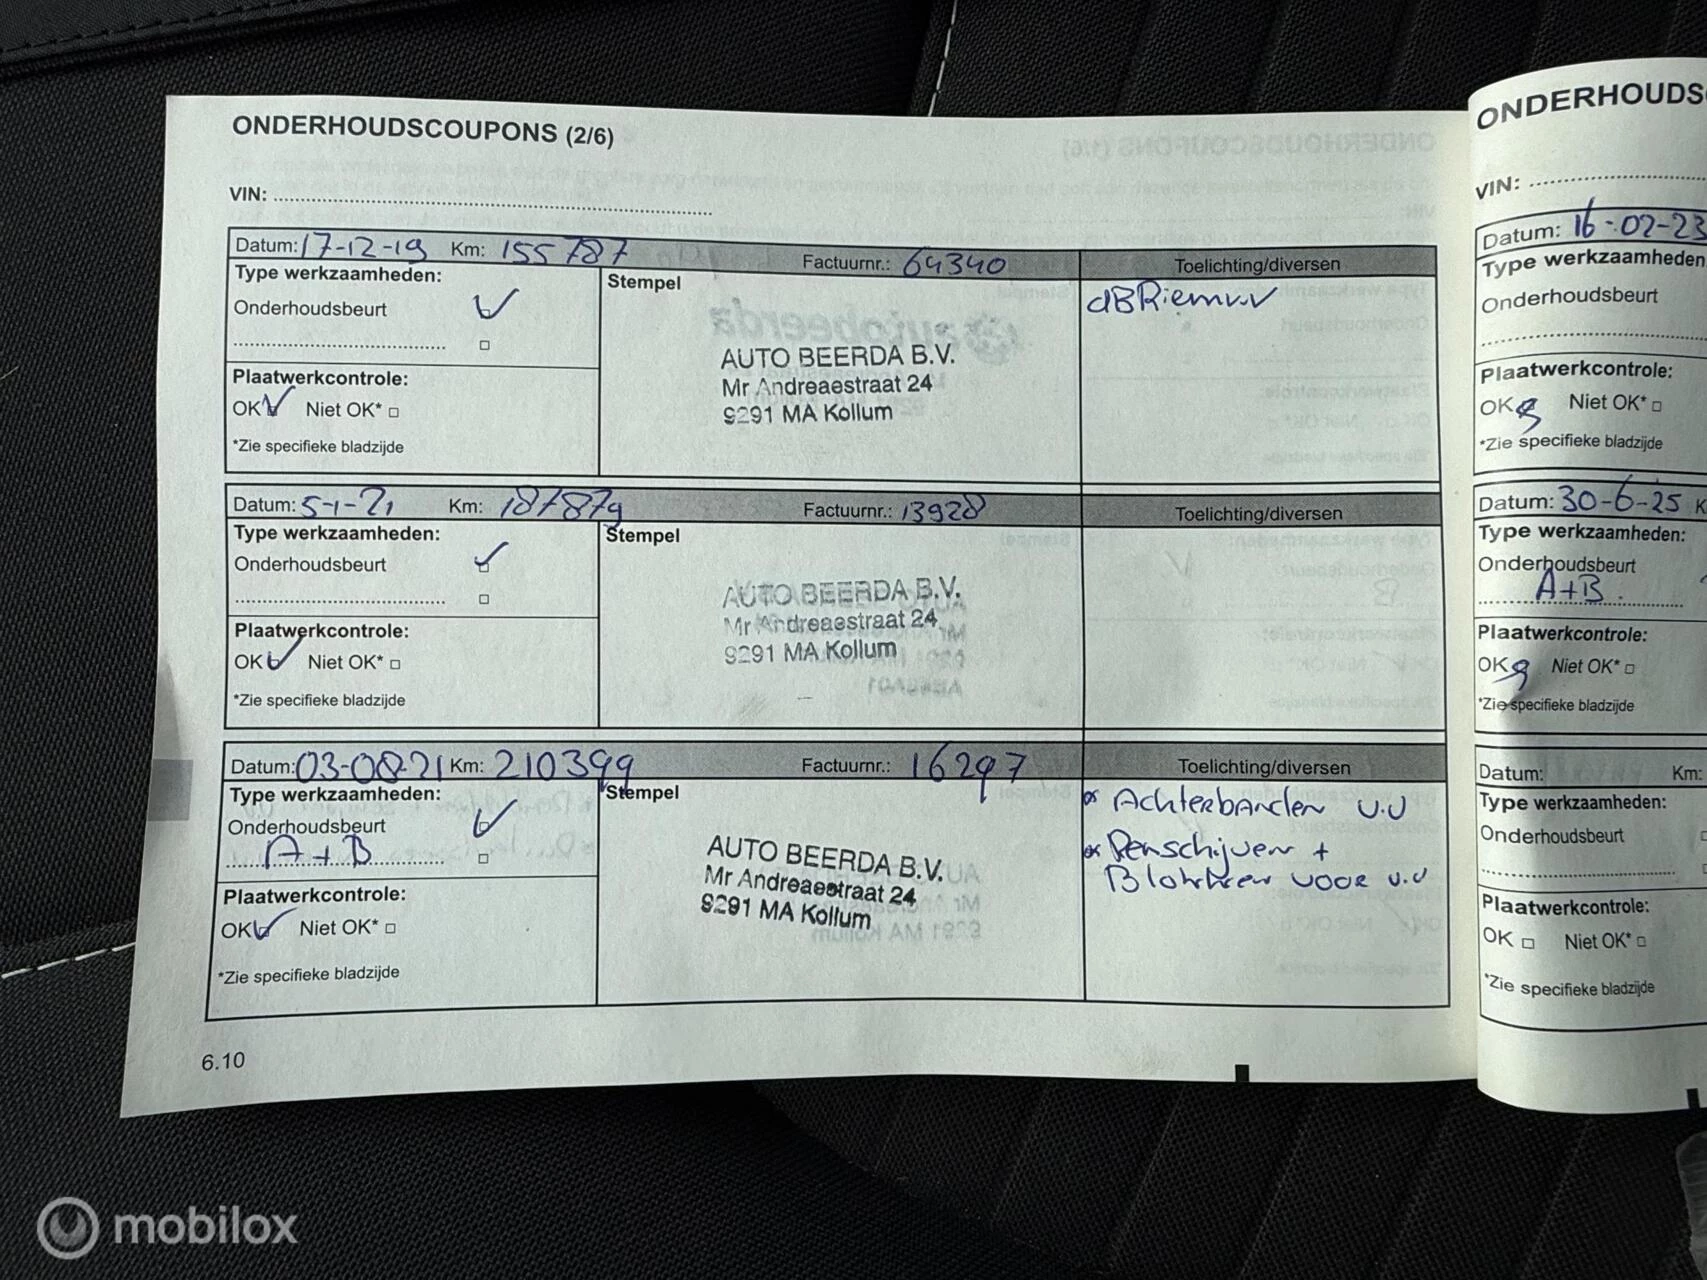 ONDERHOUDSCOUPONS (2/6)
VIN:
Datum: 17-12-19 Km: 155787 Factuurnr.: 64340 Toelichting/diversen
Type werkzaamheden:
Onderhoudsbeurt
Stempel
dBRiem v.v
AUTO BEERDA B.V.
Mr Andreaestraat 24
9291 MA Kollum
Plaatwerkcontrole:
OK Niet OK*
*Zie specifieke bladzijde
Datum: 5-1-21 Km: 187879 Factuurnr.: 13928 Toelichting/diversen
Type werkzaamheden:
Onderhoudsbeurt
Stempel
AUTO BEERDA B.V.
Mr Andreaestraat 24
9291 MA Kollum
Plaatwerkcontrole:
OK Niet OK*
*Zie specifieke bladzijde
Datum: 03-08-21 Km: 210399 Factuurnr.: 16297 Toelichting/diversen
Type werkzaamheden:
Onderhoudsbeurt
A+B
Stempel
* Achterbanden v.v
* Remschijven +
Blokken voor v.v
AUTO BEERDA B.V.
Mr Andreaestraat 24
9291 MA Kollum
Plaatwerkcontrole:
OK Niet OK*
*Zie specifieke bladzijde
6.10
ONDERHOUDS
VIN:
Datum: 16-02-23
Type werkzaamheden
Onderhoudsbeurt
Plaatwerkcontrole:
OK Niet OK*
*Zie specifieke bladzijde
Datum: 30-6-25 K
Type werkzaamheden:
Onderhoudsbeurt
A+B
Plaatwerkcontrole:
OK Niet OK*
*Zie specifieke bladzijde
Datum: Km:
Type werkzaamheden:
Onderhoudsbeurt
Plaatwerkcontrole:
OK Niet OK*
*Zie specifieke bladzijde
mobilox